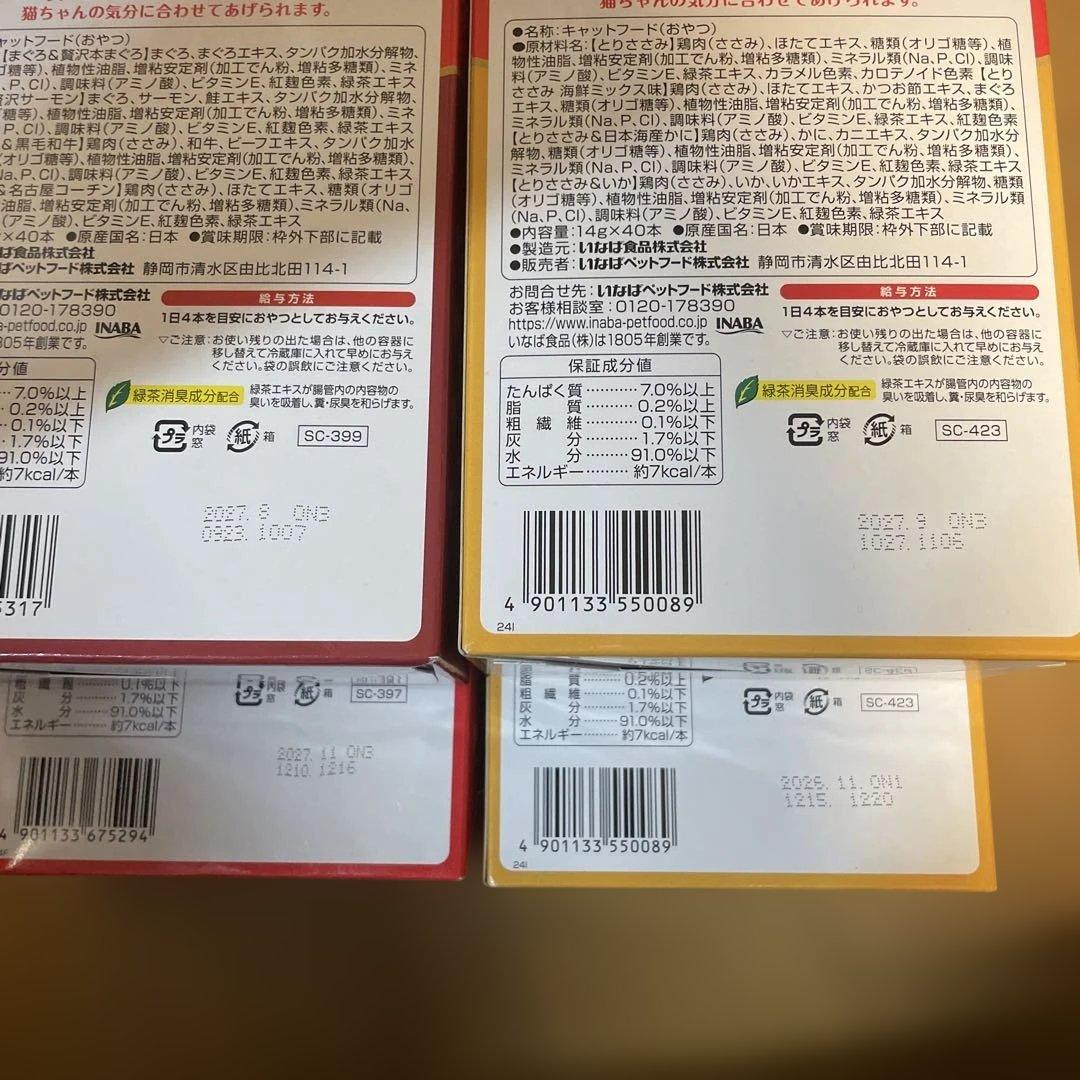 猫ちゃんの気分に合わせてあげられます。
キャットフード(おやつ)
【まぐろ&贅沢本まぐろ】まぐろ、まぐろエキス、タンパク加水分解物、
糖等)、植物性油脂、増粘安定剤(加工でん粉、増粘多糖類)、ミネ
、P、Cl)、調味料(アミノ酸)、ビタミンE、紅麹色素、緑茶エキス
贅沢サーモン】まぐろ、サーモン、鮭エキス、タンパク加水分解物、
糖等)、植物性油脂、増粘安定剤(加工でん粉、増粘多糖類)、ミネ
P、Cl)、調味料(アミノ酸)、ビタミンE、紅麹色素、緑茶エキス
&黒毛和牛】鶏肉(ささみ)、和牛、ビーフエキス、タンパク加水
(オリゴ糖等)、植物性油脂、増粘安定剤(加工でん粉、増粘多糖類)、
Na、P、Cl)、調味料(アミノ酸)、ビタミンE、紅麹色素、緑茶エキス
&名古屋コーチン】鶏肉(ささみ)、ほたてエキス、糖類(オリゴ
油脂、増粘安定剤(加工でん粉、増粘多糖類)、ミネラル類(Na、
(アミノ酸)、ビタミンE、紅麹色素、緑茶エキス
×40本 ●原産国名:日本 ●賞味期限:枠外下部に記載
なば食品株式会社
ばペットフード株式会社 静岡市清水区由比北田114-1
なばペットフード株式会社
0120-178390
a-petfood.co.jp INABA
805年創業です。
給与方法
1日4本を目安におやつとしてお与えください。
▽ご注意:お使い残りの出た場合は、他の容器に
移し替えて冷蔵庫に入れて早めにお与え
ください。袋の誤飲にご注意ください。
分値
7.0%以上
0.2%以上
0.1%以下
1.7%以下
91.0%以下
約7kcal/本
緑茶消臭成分配合
緑茶エキスが腸管内の内容物の
臭いを吸着し、糞・尿臭を和らげます。
プラ 内袋 窓 紙 箱 SC-399
2027. 9 ON3
0923. 1007
5317
猫ちゃんの気分に合わせてあげられます。
●名称:キャットフード(おやつ)
●原材料名:【とりささみ】鶏肉(ささみ)、ほたてエキス、糖類(オリゴ糖等)、植
物性油脂、増粘安定剤(加工でん粉、増粘多糖類)、ミネラル類(Na、P、Cl)、調味
料(アミノ酸)、ビタミンE、緑茶エキス、カラメル色素、カロテノイド色素【とり
ささみ 海鮮ミックス味】鶏肉(ささみ)、ほたてエキス、かつお節エキス、まぐろ
エキス、糖類(オリゴ糖等)、植物性油脂、増粘安定剤(加工でん粉、増粘多糖類)、
ミネラル類(Na、P、Cl)、調味料(アミノ酸)、ビタミンE、緑茶エキス、紅麹色素
【とりささみ&日本海産かに】鶏肉(ささみ)、かに、カニエキス、タンパク加水分
解物、糖類(オリゴ糖等)、植物性油脂、増粘安定剤(加工でん粉、増粘多糖類)、
ミネラル類(Na、P、Cl)、調味料(アミノ酸)、ビタミンE、紅麹色素、緑茶エキス
【とりささみ&いか】鶏肉(ささみ)、いか、いかエキス、タンパク加水分解物、糖類
(オリゴ糖等)、植物性油脂、増粘安定剤(加工でん粉、増粘多糖類)、ミネラル類
(Na、P、Cl)、調味料(アミノ酸)、ビタミンE、紅麹色素、緑茶エキス
●内容量:14g×40本 ●原産国名:日本 ●賞味期限:枠外下部に記載
●製造元:いなば食品株式会社
●販売者:いなばペットフード株式会社 静岡市清水区由比北田114-1
お問合せ先:いなばペットフード株式会社
お客様相談室:0120-178390
https://www.inaba-petfood.co.jp INABA
いなば食品(株)は1805年創業です。
給与方法
1日4本を目安におやつとしてお与えください。
▽ご注意:お使い残りの出た場合は、他の容器に
移し替えて冷蔵庫に入れて早めにお与え
ください。袋の誤飲にご注意ください。
保証成分値
たんぱく質 7.0%以上
脂質 0.2%以上
粗繊維 0.1%以下
灰分 1.7%以下
水分 91.0%以下
エネルギー 約7kcal/本
緑茶消臭成分配合
緑茶エキスが腸管内の内容物の
臭いを吸着し、糞・尿臭を和らげます。
プラ 内袋 窓 紙 箱 SC-423
2027. 9 ON3
1027. 1106
4 901133 550089
24I
粗繊維 0.1%以下
灰分 1.7%以下
水分 91.0%以下
エネルギー 約7kcal/本
プラ 内袋 窓 紙 箱 SC-397
2027. 11 ON3
1210. 1216
4 901133 675294
脂質 0.2%以上
粗繊維 0.1%以下
灰分 1.7%以下
水分 91.0%以下
エネルギー 約7kcal/本
プラ 内袋 窓 紙 箱 SC-423
2026. 11. ON1
1215. 1220
4 901133 550089
24I